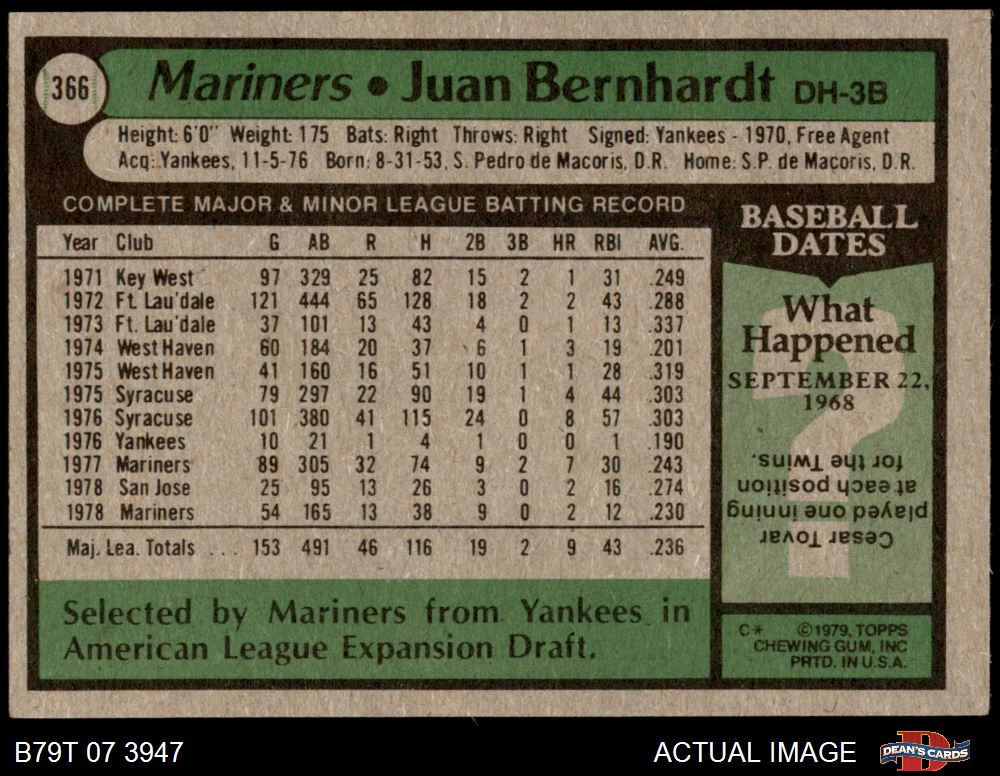 366
Mariners • Juan Bernhardt DH-3B
Height: 6'0" Weight: 175 Bats: Right Throws: Right Signed: Yankees - 1970, Free Agent
Acq: Yankees, 11-5-76 Born: 8-31-53, S. Pedro de Macoris, D.R. Home: S.P. de Macoris, D.R.
COMPLETE MAJOR & MINOR LEAGUE BATTING RECORD
Year Club G AB R H 2B 3B HR RBI AVG.
1971 Key West 97 329 25 82 15 2 1 31 .249
1972 Ft. Lau'dale 121 444 65 128 18 2 2 43 .288
1973 Ft. Lau'dale 37 101 13 43 4 0 1 13 .337
1974 West Haven 60 184 20 37 6 1 3 19 .201
1975 West Haven 41 160 16 51 10 1 1 28 .319
1975 Syracuse 79 297 22 90 19 1 4 44 .303
1976 Syracuse 101 380 41 115 24 0 8 57 .303
1976 Yankees 10 21 1 4 1 0 0 1 .190
1977 Mariners 89 305 32 74 9 2 7 30 .243
1978 San Jose 25 95 13 26 3 0 2 16 .274
1978 Mariners 54 165 13 38 9 0 2 12 .230
Maj. Lea. Totals . . . 153 491 46 116 19 2 9 43 .236
Selected by Mariners from Yankees in
American League Expansion Draft.
BASEBALL
DATES
What
Happened
SEPTEMBER 22,
1968
?
Cesar Tovar
played one inning
at each position
for the Twins.
C* ©1979, TOPPS
CHEWING GUM, INC
PRTD. IN U.S.A.
B79T 07 3947
ACTUAL IMAGE
D
DEAN'S CARDS